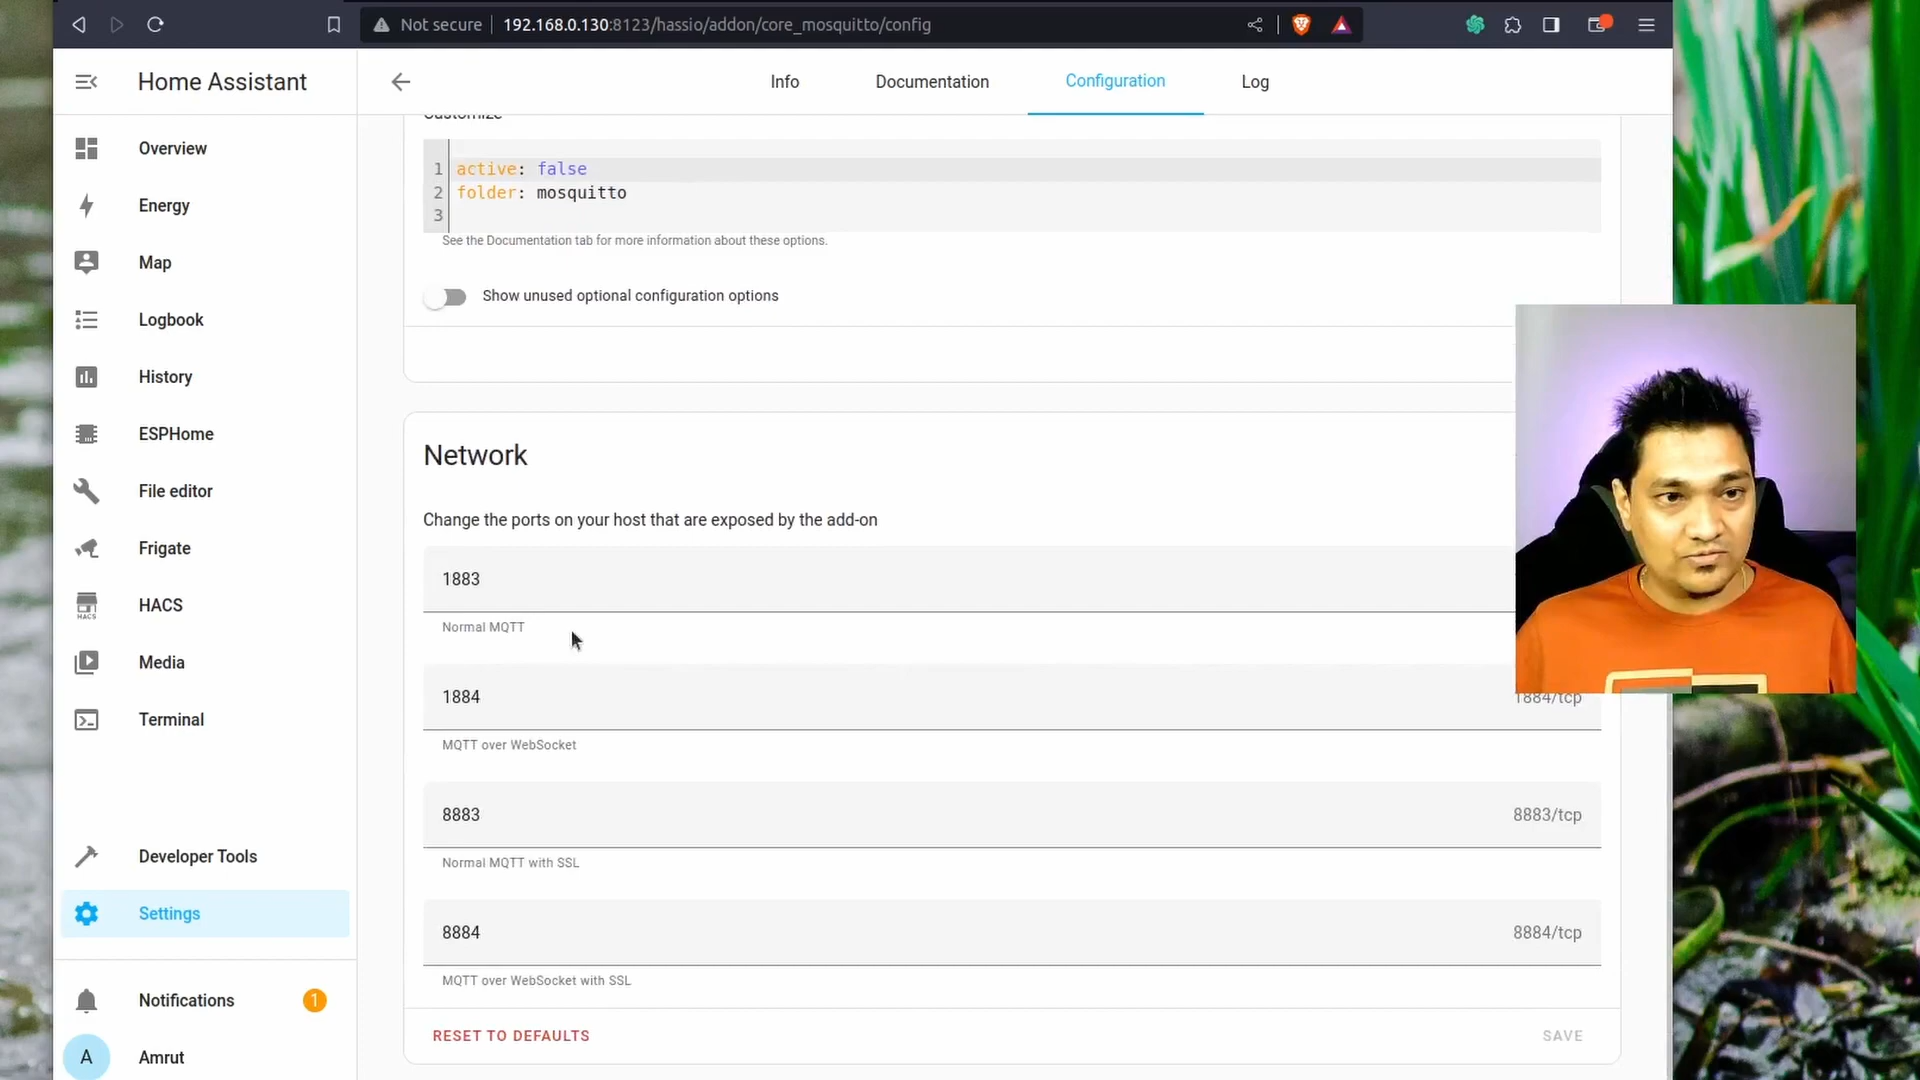 Not secure
192.168.0.130:8123/hassio/addon/core_mosquitto/config
Home Assistant
Info
Documentation
Configuration
Log
Overview
Energy
Map
Logbook
History
ESPHome
File editor
Frigate
HACS
HACS
Media
Terminal
Developer Tools
Settings
Notifications
1
A
Amrut
Customize
1 active: false
2 folder: mosquitto
3
See the Documentation tab for more information about these options.
Show unused optional configuration options
Network
Change the ports on your host that are exposed by the add-on
1883
Normal MQTT
1884
1884/tcp
MQTT over WebSocket
8883
8883/tcp
Normal MQTT with SSL
8884
8884/tcp
MQTT over WebSocket with SSL
RESET TO DEFAULTS
SAVE